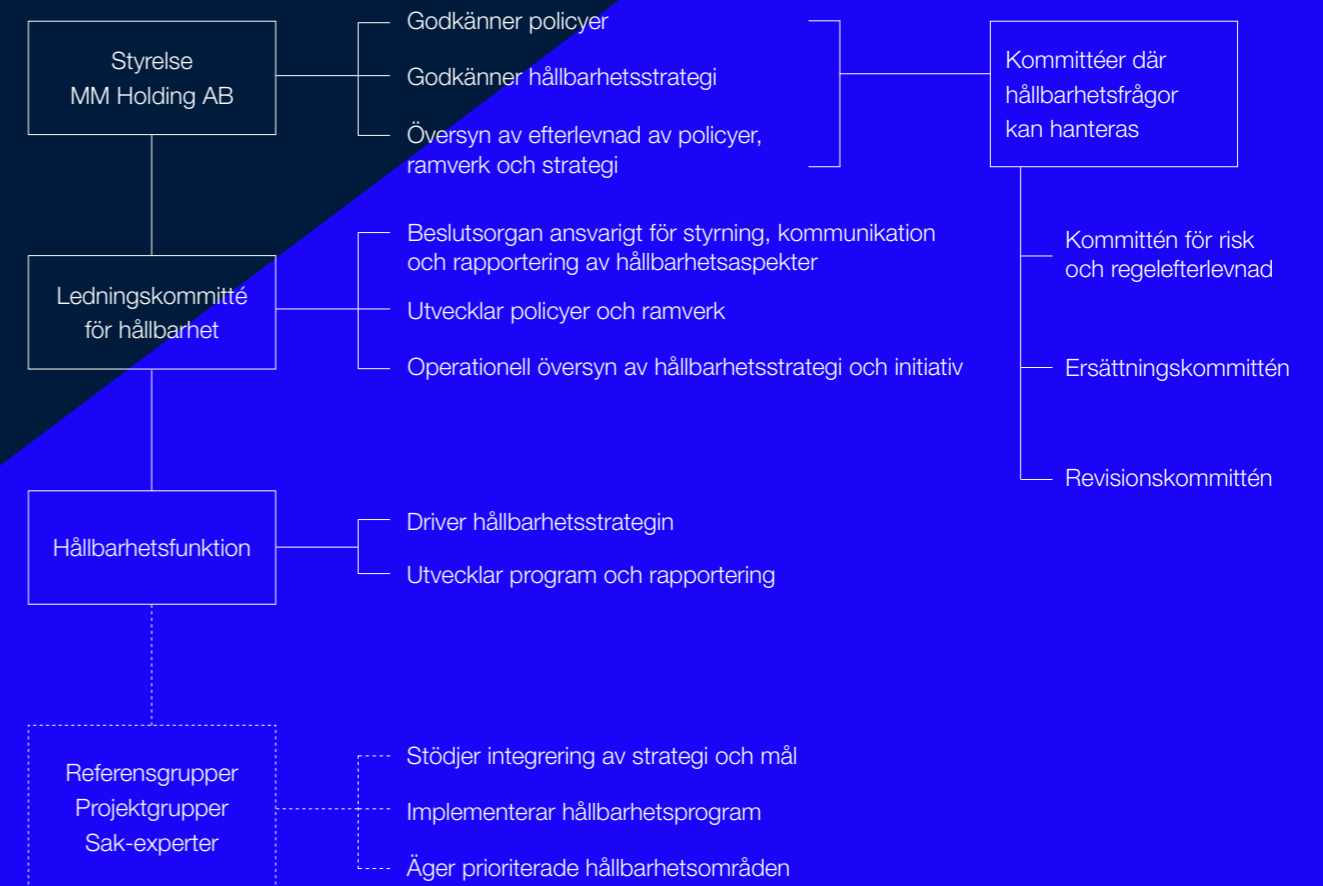 Styrelse
MM Holding AB
Godkänner policyer
Godkänner hållbarhetsstrategi
Översyn av efterlevnad av policyer,
ramverk och strategi
Kommittéer där
hållbarhetsfrågor
kan hanteras
Kommittén för risk
och regelefterlevnad
Ersättningskommittén
Revisionskommittén
Ledningskommitté
för hållbarhet
Beslutsorgan ansvarigt för styrning, kommunikation
och rapportering av hållbarhetsaspekter
Utvecklar policyer och ramverk
Operationell översyn av hållbarhetsstrategi och initiativ
Hållbarhetsfunktion
Driver hållbarhetsstrategin
Utvecklar program och rapportering
Referensgrupper
Projektgrupper
Sak-experter
Stödjer integrering av strategi och mål
Implementerar hållbarhetsprogram
Äger prioriterade hållbarhetsområden